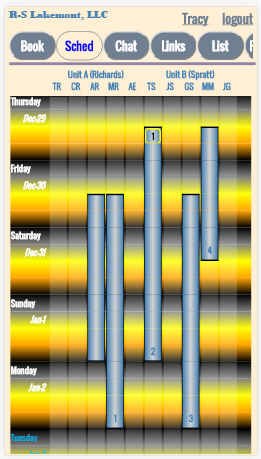 R-S Lakemont, LLC
Tracy logout
Book Sched Chat Links List
Unit A (Richards) Unit B (Spratt)
TR CR AR MR AE TS JS GS MM JG
Thursday
Dec-29
1
Friday
Dec-30
Saturday
Dec-31
4
Sunday
Jan-1
2
Monday
Jan-2
1 3
Tuesday